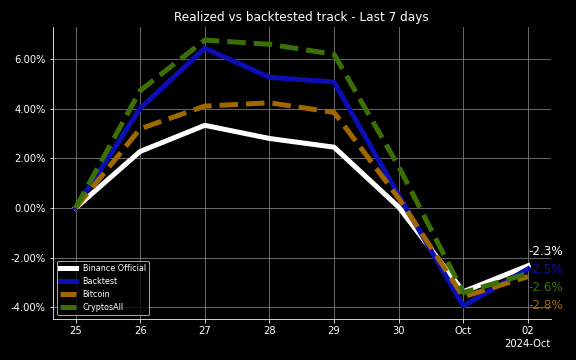 Realized vs backtested track - Last 7 days
6.00%
4.00%
2.00%
0.00%
-2.00%
-4.00%
Binance Official
Backtest
Bitcoin
CryptosAll
-2.3%
-2.5%
-2.6%
-2.8%
25 26 27 28 29 30 Oct 02
2024-Oct